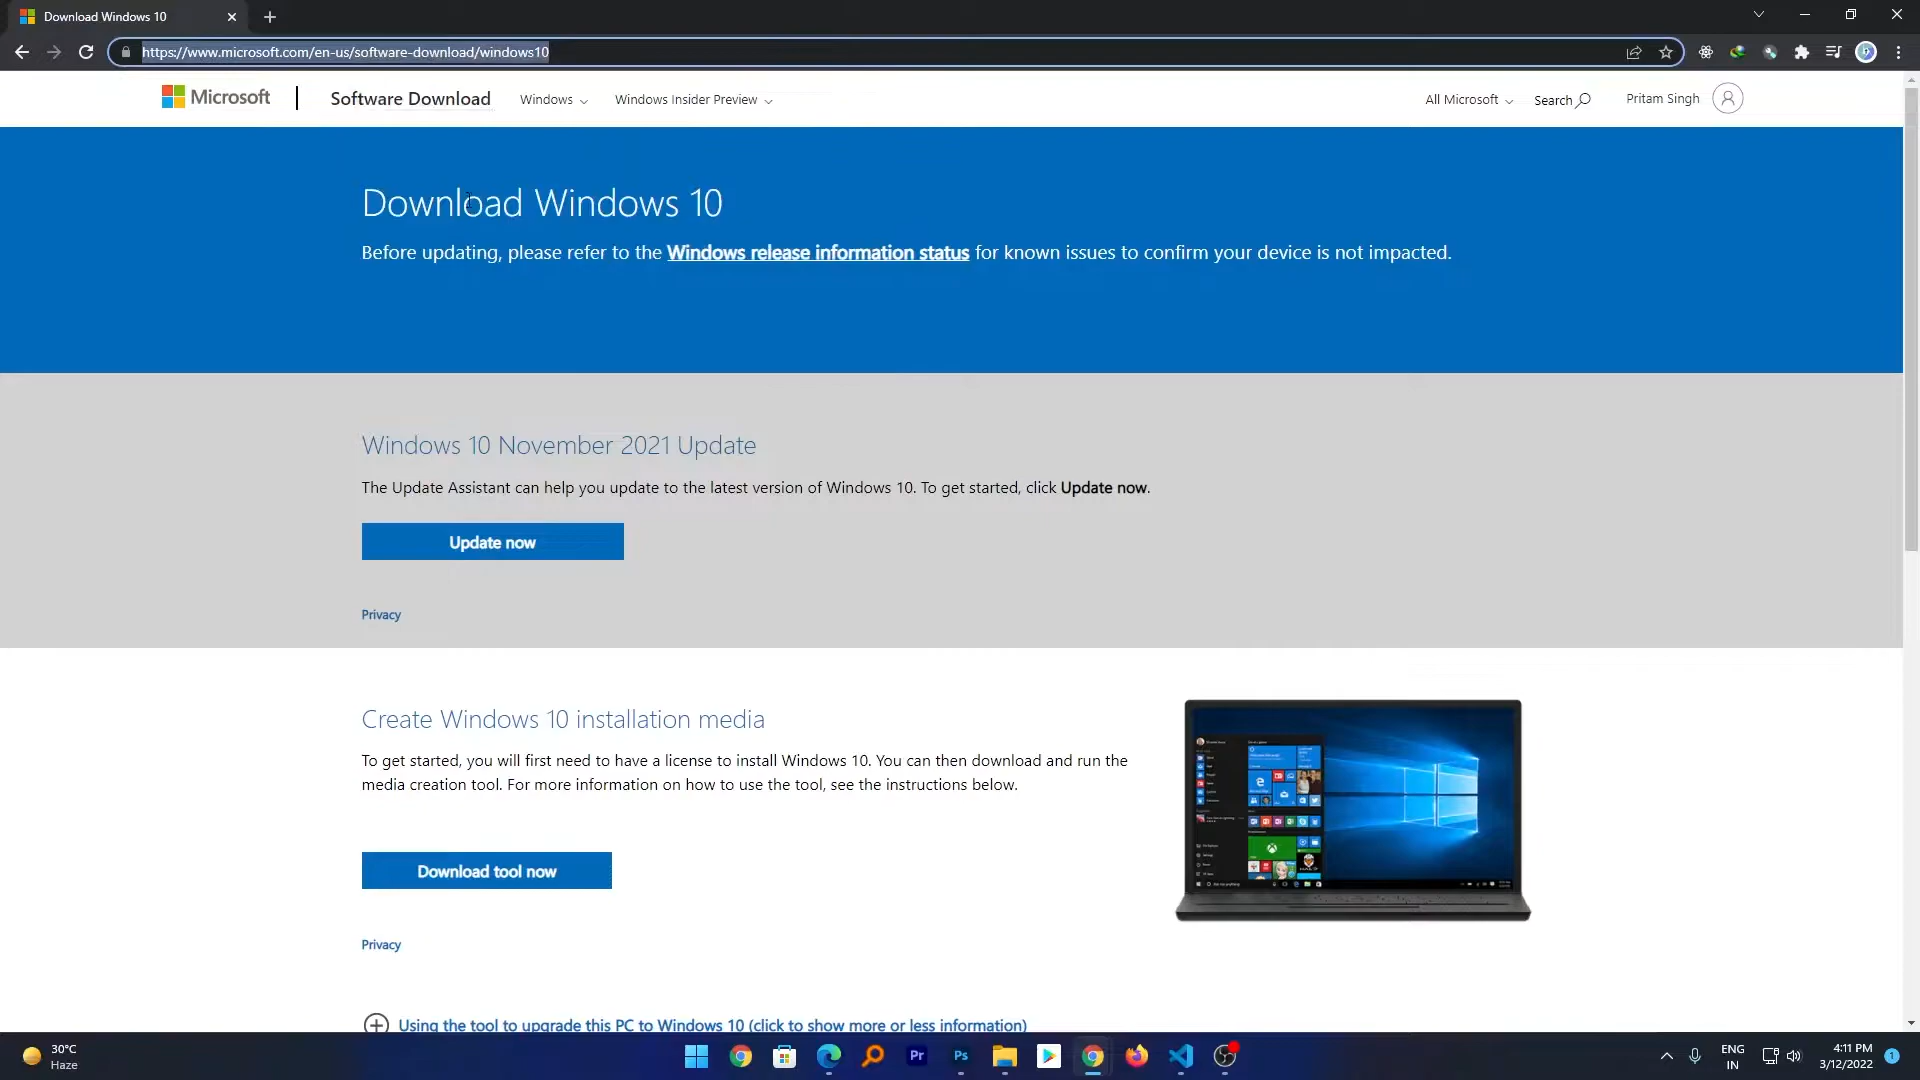 Download Windows 10
https://www.microsoft.com/en-us/software-download/windows10
Microsoft
Software Download
Windows
Windows Insider Preview
All Microsoft
Search
Pritam Singh
Download Windows 10
Before updating, please refer to the Windows release information status for known issues to confirm your device is not impacted.
Windows 10 November 2021 Update
The Update Assistant can help you update to the latest version of Windows 10. To get started, click Update now.
Update now
Privacy
Create Windows 10 installation media
To get started, you will first need to have a license to install Windows 10. You can then download and run the
media creation tool. For more information on how to use the tool, see the instructions below.
Download tool now
Privacy
Using the tool to upgrade this PC to Windows 10 (click to show more or less information)
30°C
Haze
Pr
Ps
ENG
IN
4:11 PM
3/12/2022
1